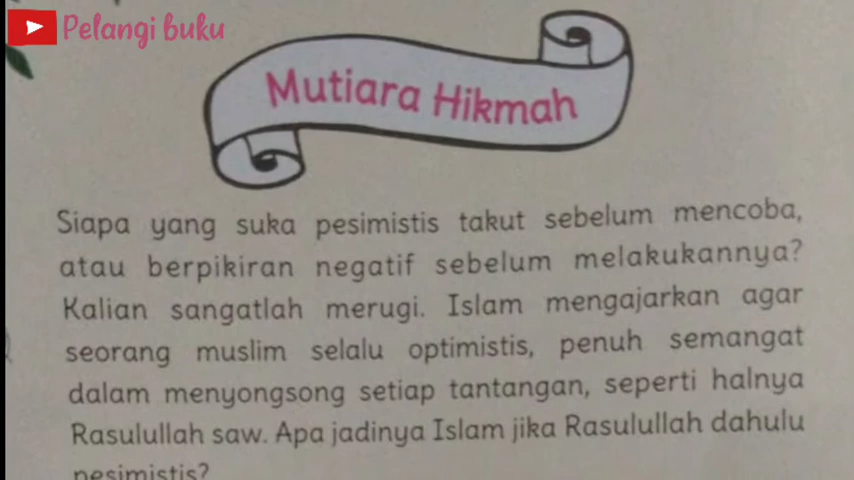 Pelangi buku
Mutiara Hikmah
Siapa yang suka pesimistis takut sebelum mencoba,
atau berpikiran negatif sebelum melakukannya?
Kalian sangatlah merugi. Islam mengajarkan agar
seorang muslim selalu optimistis, penuh semangat
dalam menyongsong setiap tantangan, seperti halnya
Rasulullah saw. Apa jadinya Islam jika Rasulullah dahulu
pesimistis?